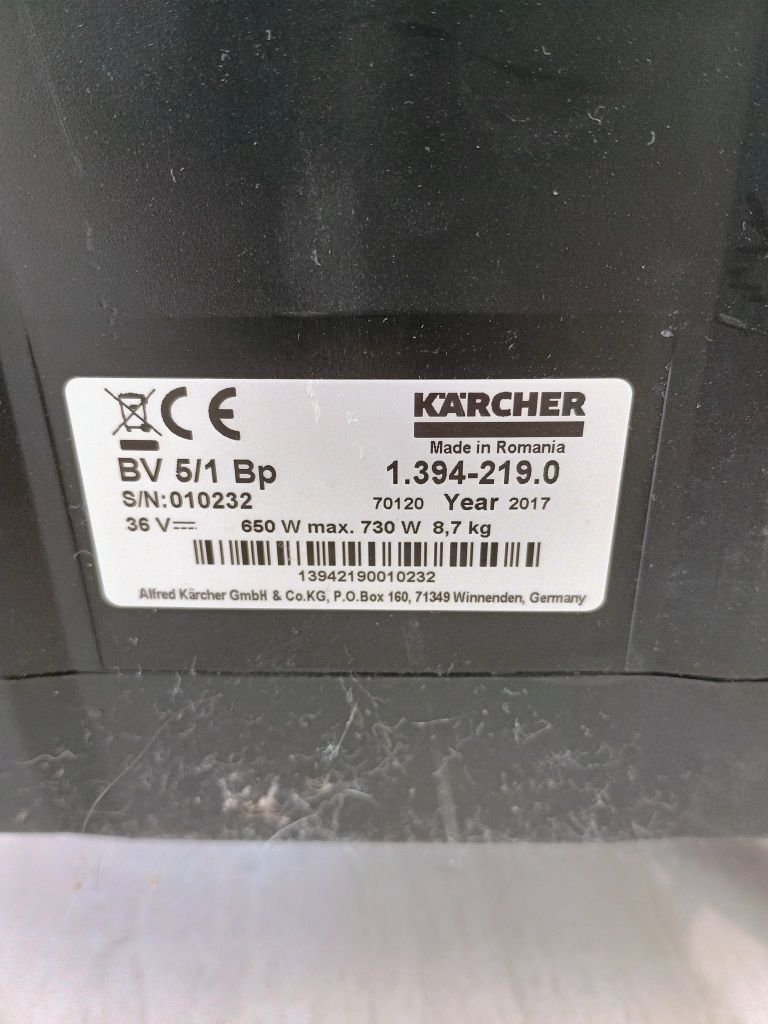 CE KÄRCHER
Made in Romania
BV 5/1 Bp 1.394-219.0
S/N:010232 70120 Year 2017
36 V 650 W max. 730 W 8,7 kg
13942190010232
Alfred Kärcher GmbH & Co.KG, P.O.Box 160, 71349 Winnenden, Germany